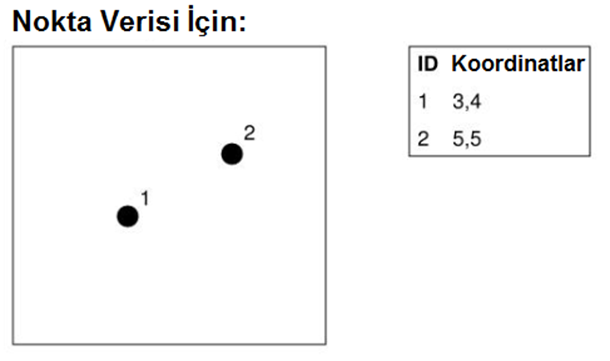 Nokta Verisi İçin:
2
1
ID Koordinatlar
1 3,4
2 5,5